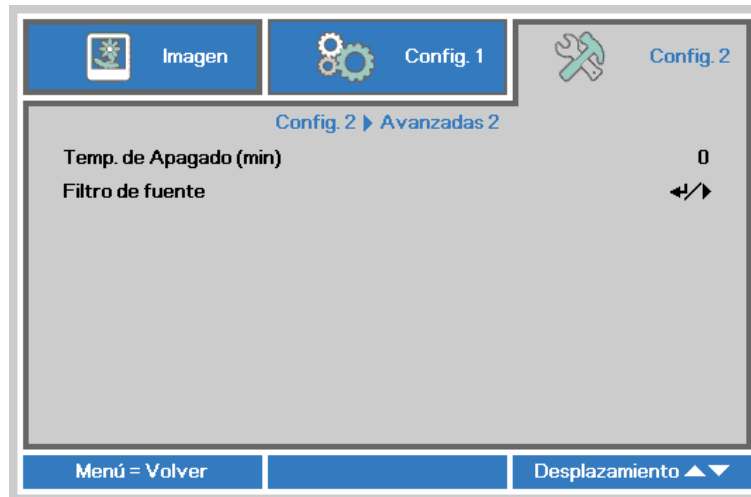 Imagen
Config. 1
Config. 2
Config. 2 ▶ Avanzadas 2
Temp. de Apagado (min) 0
Filtro de fuente ↵/▶
Menú = Volver
Desplazamiento ▲▼